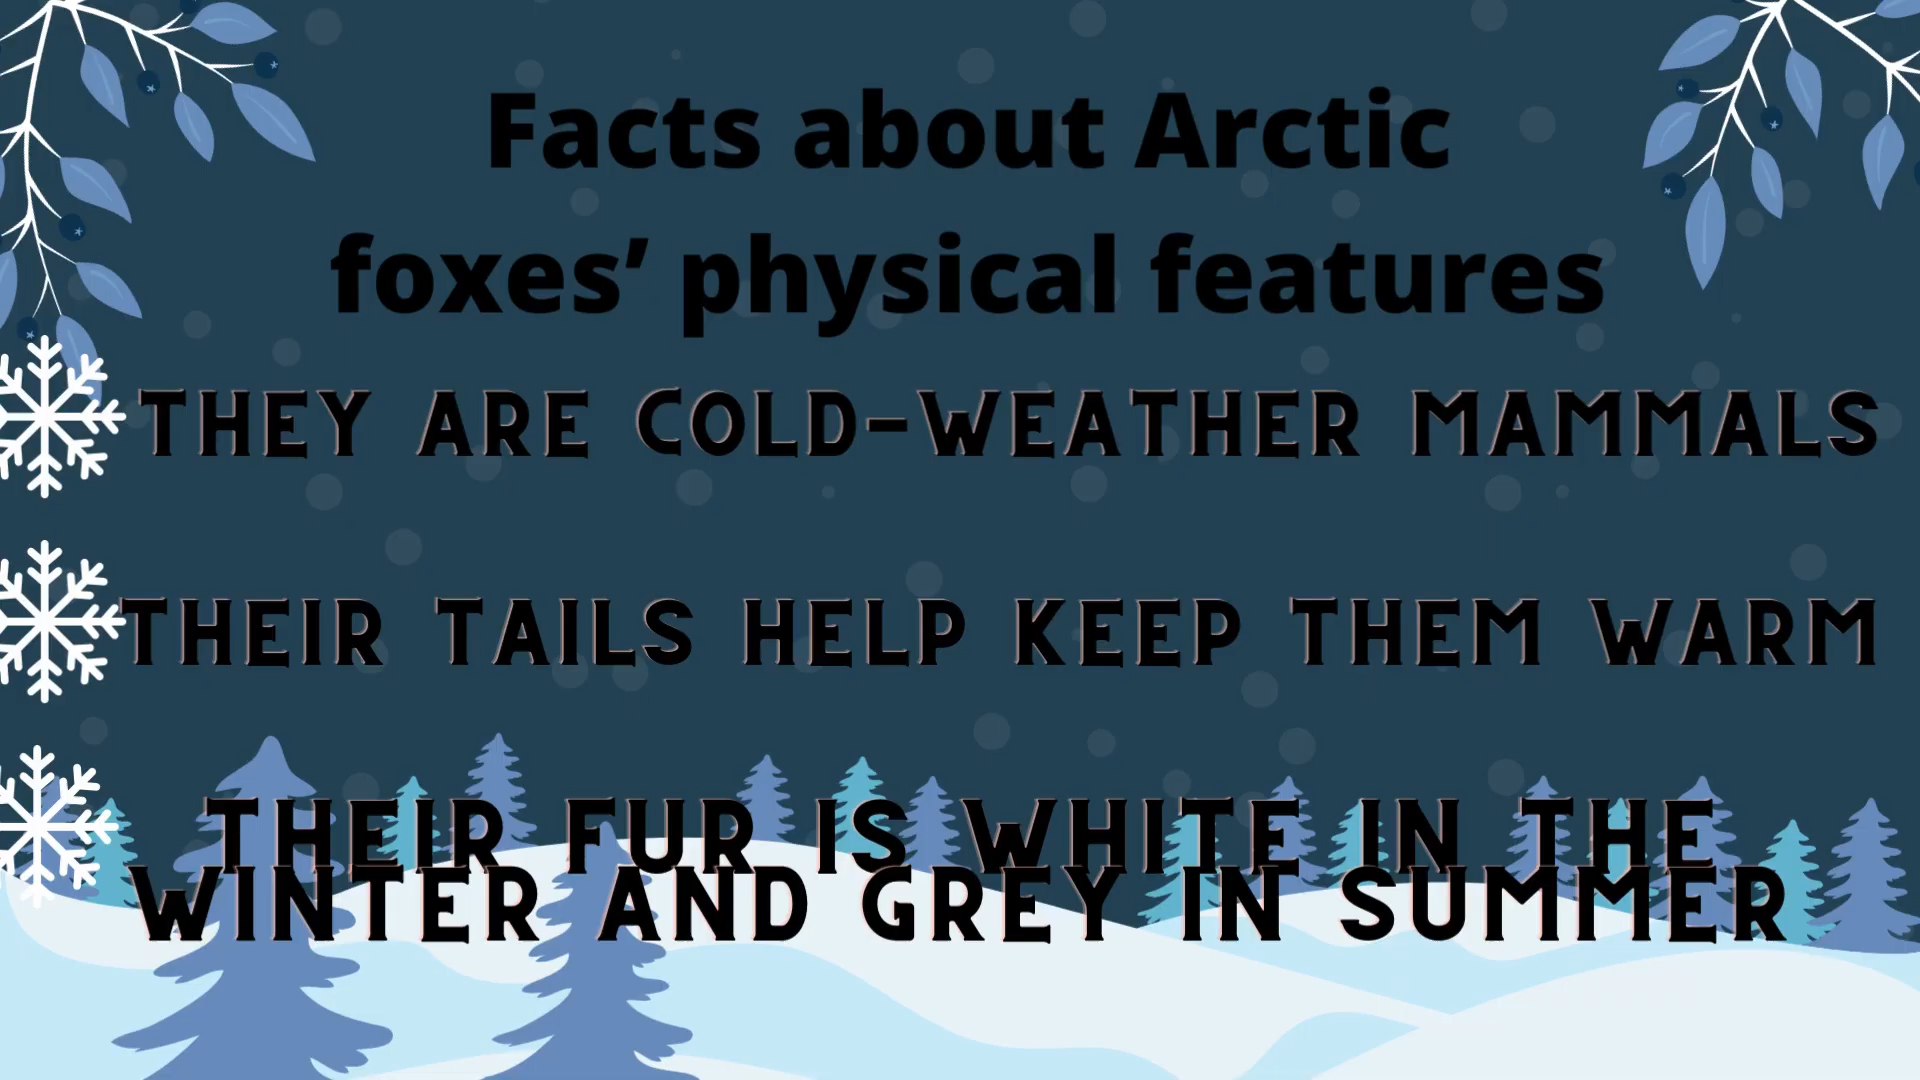 Facts about Arctic
foxes’ physical features
THEY ARE COLD-WEATHER MAMMALS
THEIR TAILS HELP KEEP THEM WARM
THEIR FUR IS WHITE IN THE
WINTER AND GREY IN SUMMER